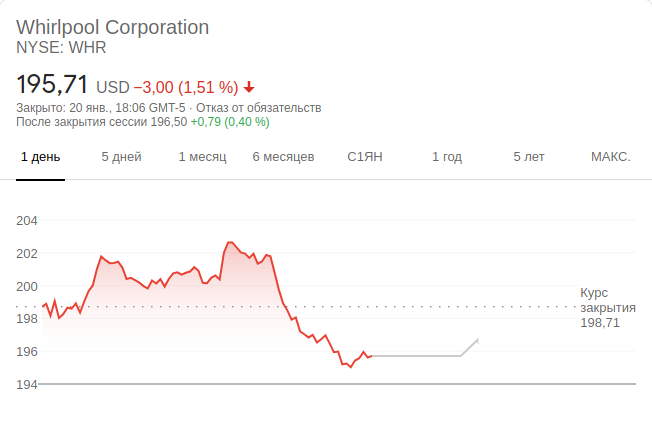 Whirlpool Corporation
NYSE: WHR
195,71 USD −3,00 (1,51 %)
Закрыто: 20 янв., 18:06 GMT-5 · Отказ от обязательств
После закрытия сессии 196,50 +0,79 (0,40 %)
1 день 5 дней 1 месяц 6 месяцев С1ЯН 1 год 5 лет МАКС.
204
202
200
198
196
194
Курс
закрытия
198,71